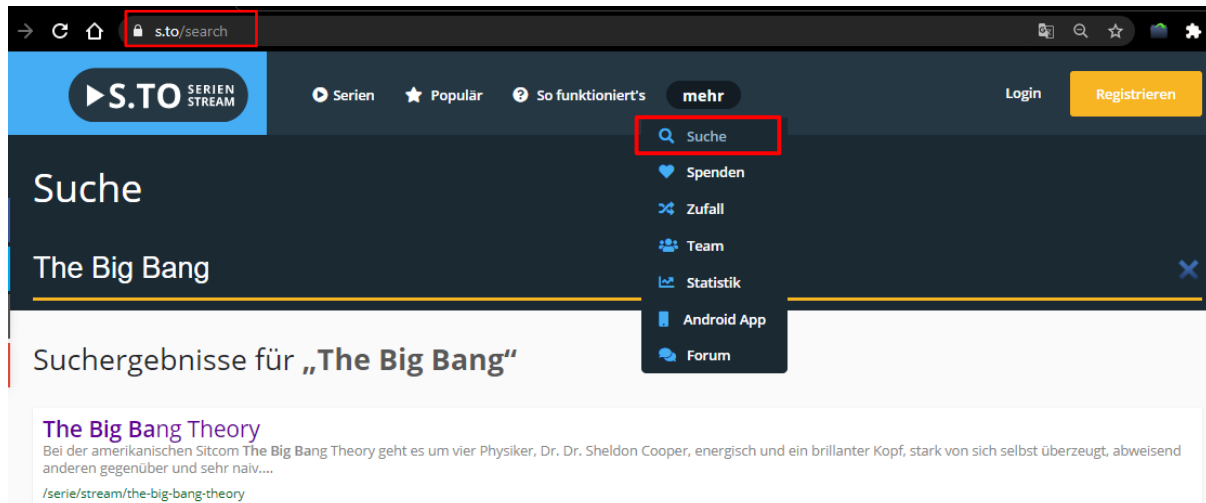 s.to/search
S.TO SERIEN STREAM
Serien
Populär
So funktioniert's
mehr
Login
Registrieren
Suche
Spenden
Zufall
Team
Statistik
Android App
Forum
Suche
The Big Bang
Suchergebnisse für „The Big Bang“
The Big Bang Theory
Bei der amerikanischen Sitcom The Big Bang Theory geht es um vier Physiker, Dr. Dr. Sheldon Cooper, energisch und ein brillanter Kopf, stark von sich selbst überzeugt, abweisend
anderen gegenüber und sehr naiv....
/serie/stream/the-big-bang-theory